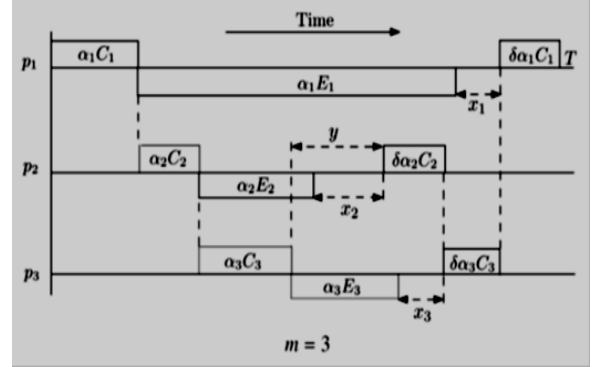 Time
p₁ α₁C₁ δα₁C₁ T
α₁E₁ x₁
y
p₂ α₂C₂ δα₂C₂
α₂E₂ x₂
p₃ α₃C₃ δα₃C₃
α₃E₃ x₃
m = 3